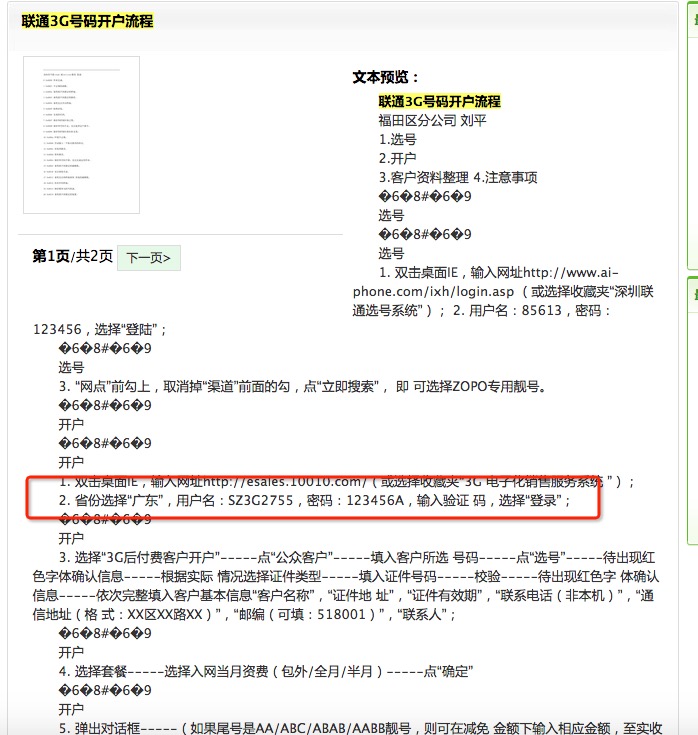 联通3G号码开户流程
文本预览：
联通3G号码开户流程
福田区分公司 刘平
1.选号
2.开户
3.客户资料整理 4.注意事项
�6�8#�6�9
选号
�6�8#�6�9
选号
1. 双击桌面IE，输入网址http://www.ai-
phone.com/ixh/login.asp（或选择收藏夹“深圳联
通选号系统”）； 2. 用户名：85613，密码：
第1页/共2页 下一页>
123456，选择“登陆”；
�6�8#�6�9
选号
3. “网点”前勾上，取消掉“渠道”前面的勾，点“立即搜索”， 即 可选择ZOPO专用靓号。
�6�8#�6�9
开户
�6�8#�6�9
开户
1. 双击桌面IE，输入网址http://esales.10010.com/（或选择收藏夹“3G 电子化销售服务系统 ”）；
2. 省份选择“广东”，用户名：SZ3G2755，密码：123456A，输入验证 码，选择“登录”；
�6�8#�6�9
开户
3. 选择“3G后付费客户开户”-----点“公众客户”-----填入客户所选 号码-----点“选号”-----待出现红
色字体确认信息-----根据实际 情况选择证件类型-----填入证件号码-----校验-----待出现红色字 体确认
信息-----依次完整填入客户基本信息“客户名称”，“证件地 址”，“证件有效期”，“联系电话（非本机）”，“通
信地址（格 式：XX区XX路XX）”，“邮编（可填：518001）”，“联系人”；
�6�8#�6�9
开户
4. 选择套餐-----选择入网当月资费（包外/全月/半月）-----点“确定”
�6�8#�6�9
开户
5. 弹出对话框-----（如果尾号是AA/ABC/ABAB/AABB靓号，则可在减免 金额下输入相应金额，至实收